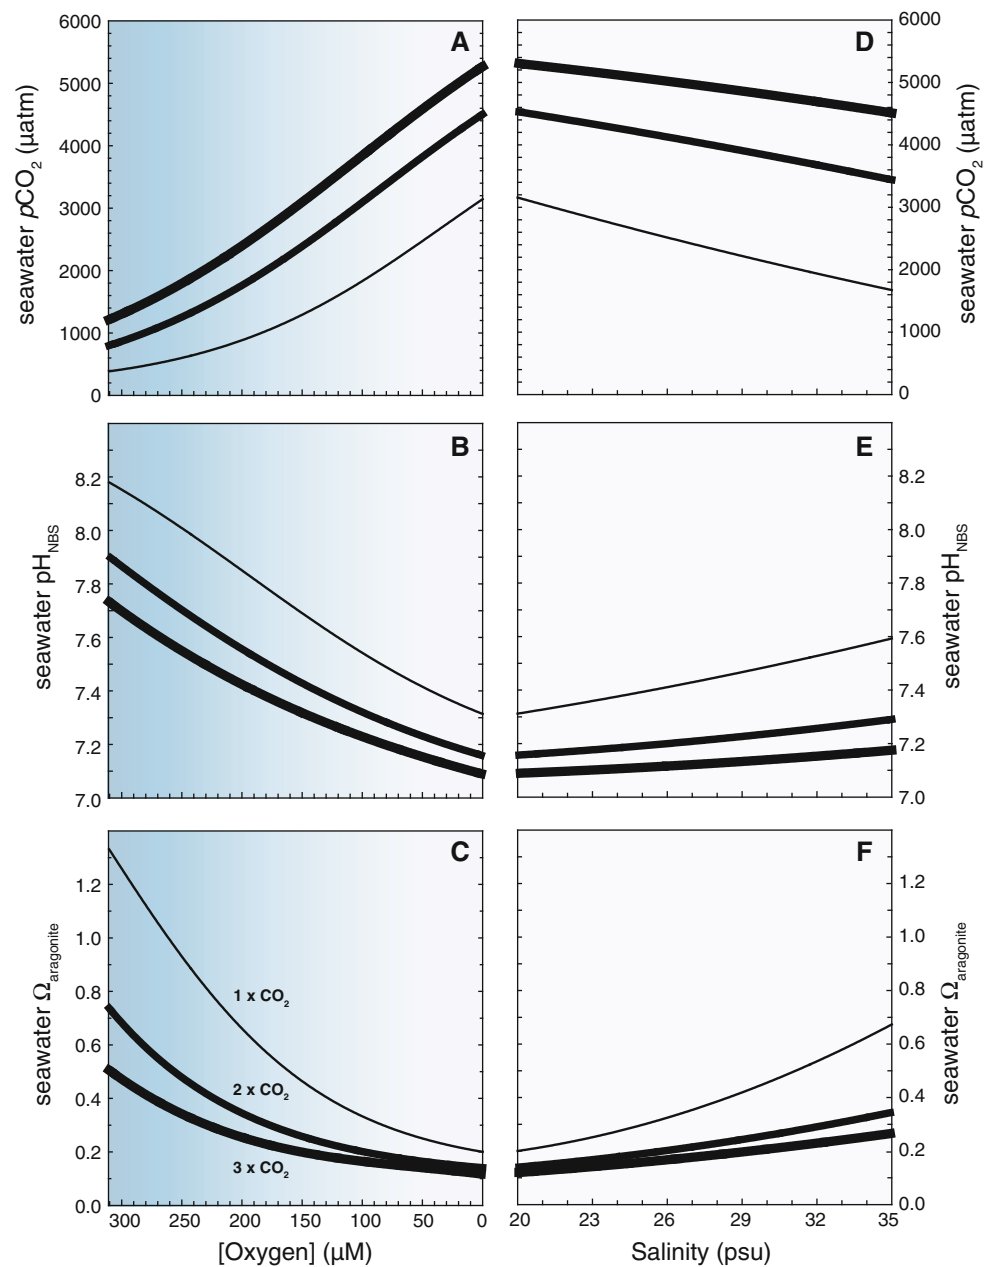 A
6000
5000
4000
3000
2000
1000
0
seawater pCO2 (µatm)
D
6000
5000
4000
3000
2000
1000
0
seawater pCO2 (µatm)
B
8.2
8.0
7.8
7.6
7.4
7.2
7.0
seawater pHNBS
E
8.2
8.0
7.8
7.6
7.4
7.2
7.0
seawater pHNBS
C
1.2
1.0
0.8
0.6
0.4
0.2
0.0
seawater Ωaragonite
1 x CO2
2 x CO2
3 x CO2
300 250 200 150 100 50 0
[Oxygen] (µM)
F
1.2
1.0
0.8
0.6
0.4
0.2
0.0
seawater Ωaragonite
20 23 26 29 32 35
Salinity (psu)